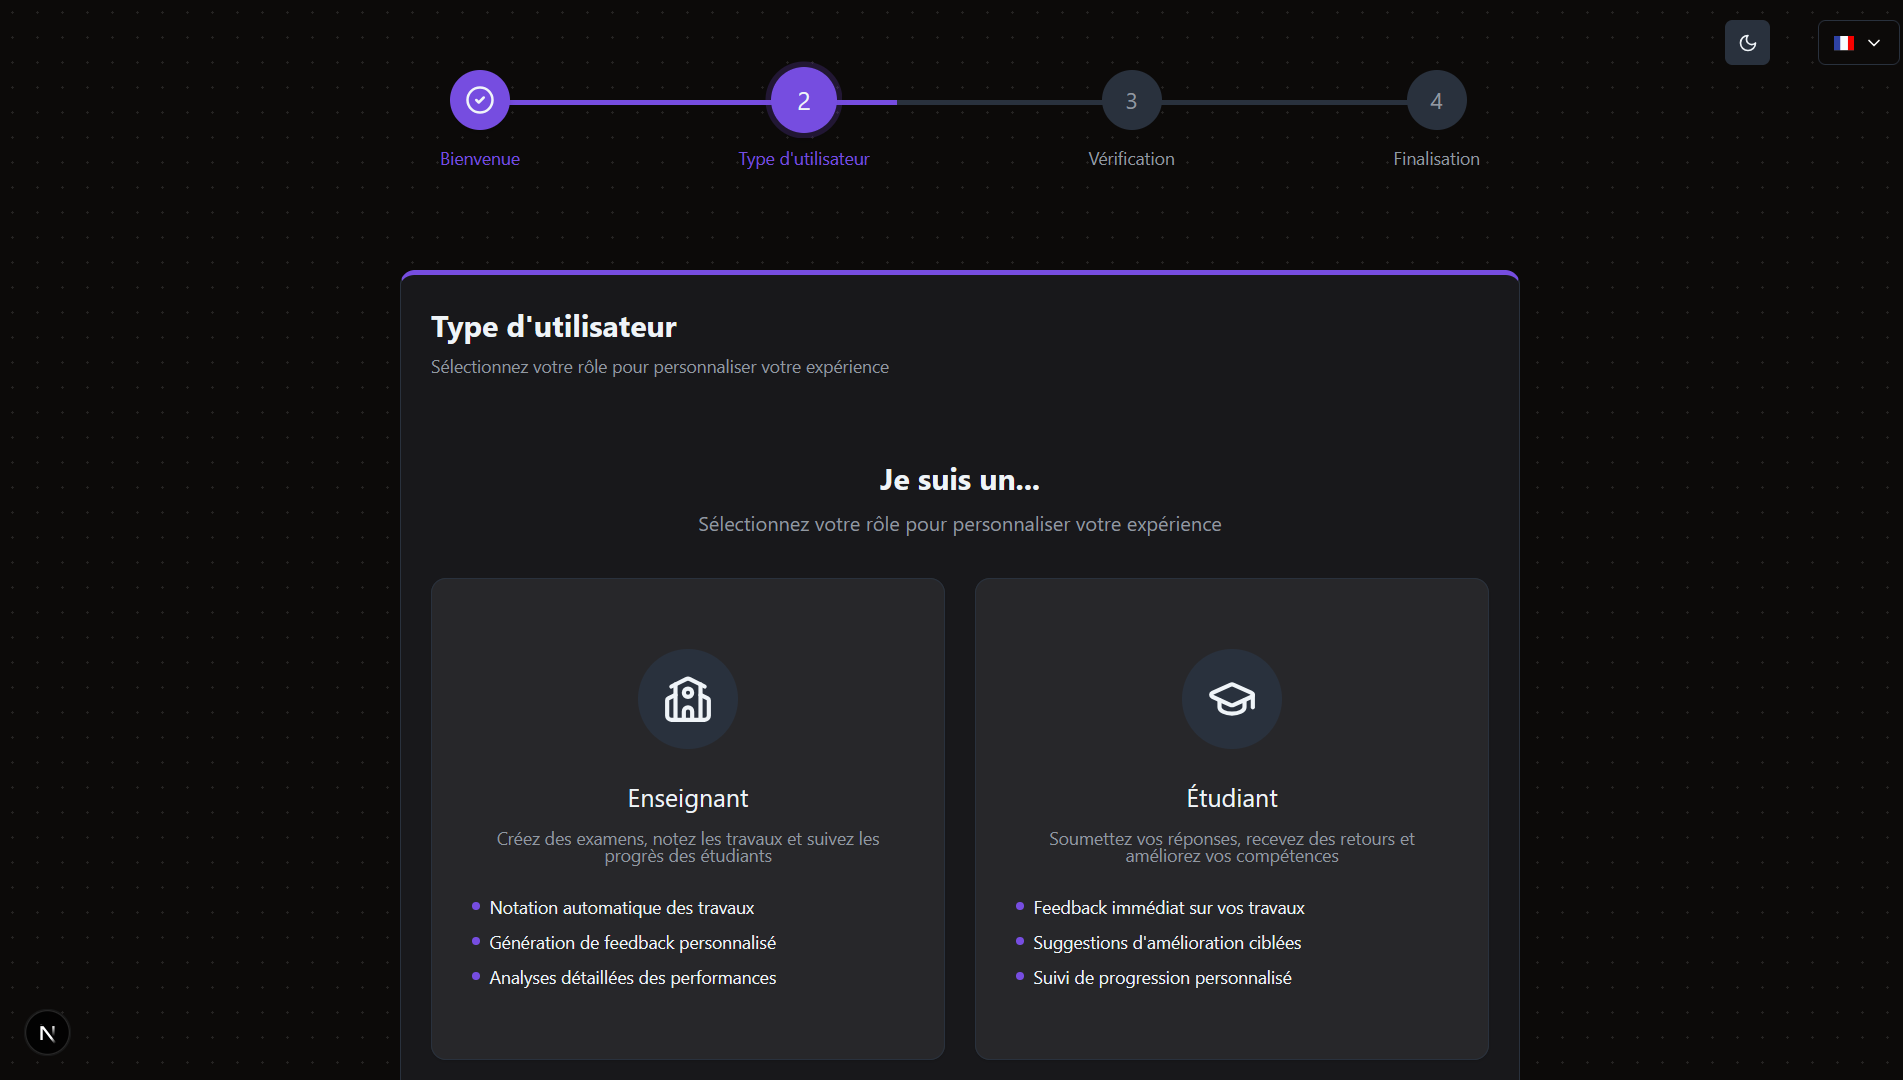 2
3
4
Bienvenue
Type d'utilisateur
Vérification
Finalisation
Type d'utilisateur
Sélectionnez votre rôle pour personnaliser votre expérience
Je suis un...
Sélectionnez votre rôle pour personnaliser votre expérience
Enseignant
Créez des examens, notez les travaux et suivez les
progrès des étudiants
Notation automatique des travaux
Génération de feedback personnalisé
Analyses détaillées des performances
Étudiant
Soumettez vos réponses, recevez des retours et
améliorez vos compétences
Feedback immédiat sur vos travaux
Suggestions d'amélioration ciblées
Suivi de progression personnalisé
N